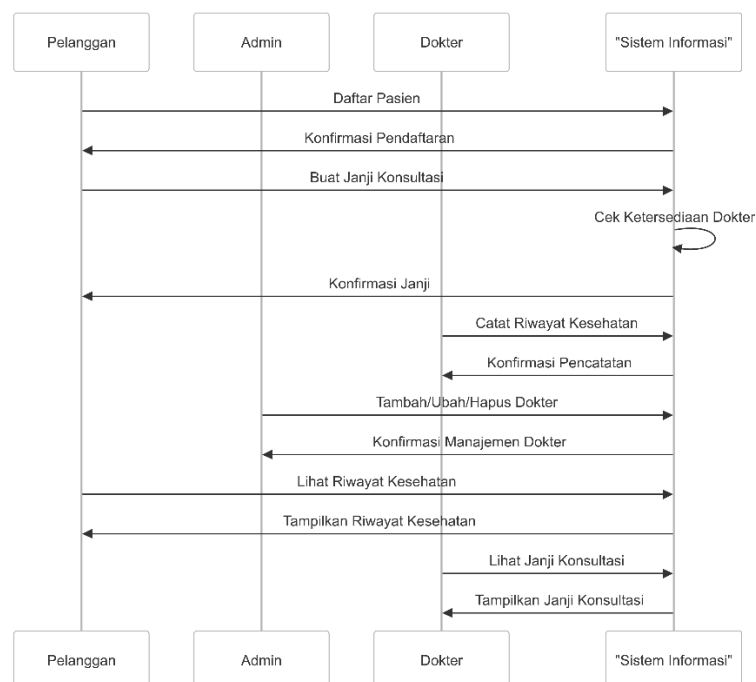 Pelanggan
Admin
Dokter
"Sistem Informasi"
Daftar Pasien
Konfirmasi Pendaftaran
Buat Janji Konsultasi
Cek Ketersediaan Dokter
Konfirmasi Janji
Catat Riwayat Kesehatan
Konfirmasi Pencatatan
Tambah/Ubah/Hapus Dokter
Konfirmasi Manajemen Dokter
Lihat Riwayat Kesehatan
Tampilkan Riwayat Kesehatan
Lihat Janji Konsultasi
Tampilkan Janji Konsultasi
Pelanggan
Admin
Dokter
"Sistem Informasi"